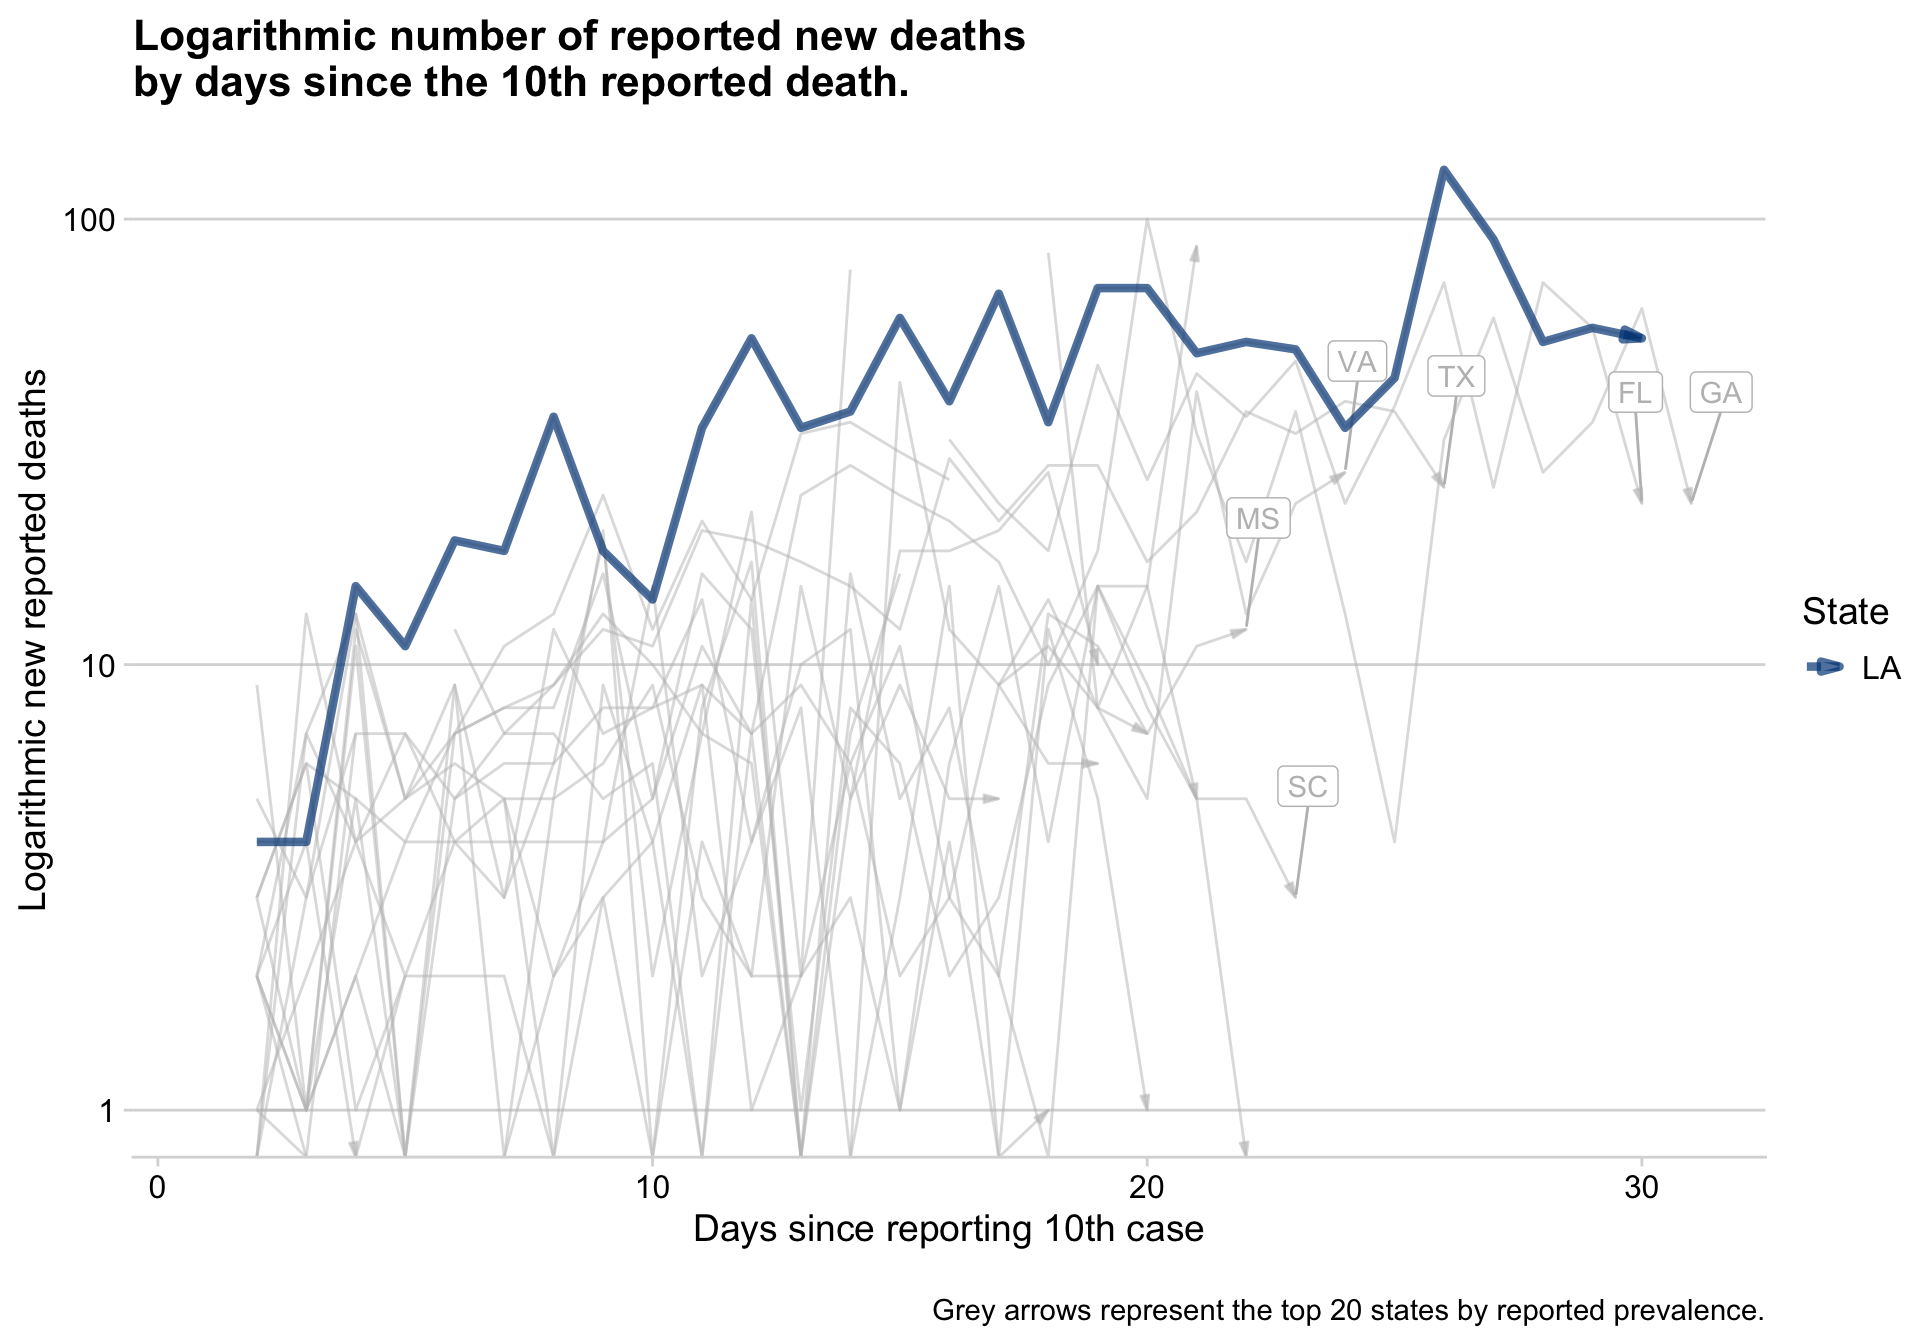 Logarithmic number of reported new deaths
by days since the 10th reported death.
Logarithmic new reported deaths
100
10
1
VA
TX
FL
GA
MS
SC
State
LA
0
10
20
30
Days since reporting 10th case
Grey arrows represent the top 20 states by reported prevalence.